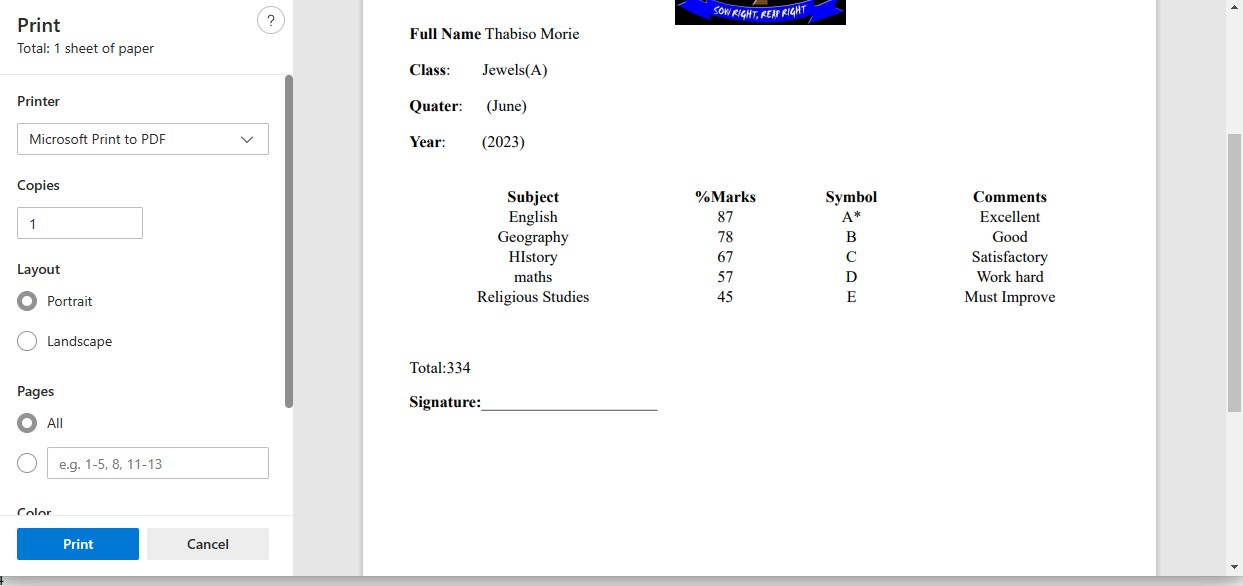 Print
?
Total: 1 sheet of paper
Printer
Microsoft Print to PDF
Copies
1
Layout
Portrait
Landscape
Pages
All
e.g. 1-5, 8, 11-13
Color
Print Cancel
SOW RIGHT, REAP RIGHT
Full Name Thabiso Morie
Class: Jewels(A)
Quater: (June)
Year: (2023)
Subject %Marks Symbol Comments
English 87 A* Excellent
Geography 78 B Good
HIstory 67 C Satisfactory
maths 57 D Work hard
Religious Studies 45 E Must Improve
Total:334
Signature:______________________